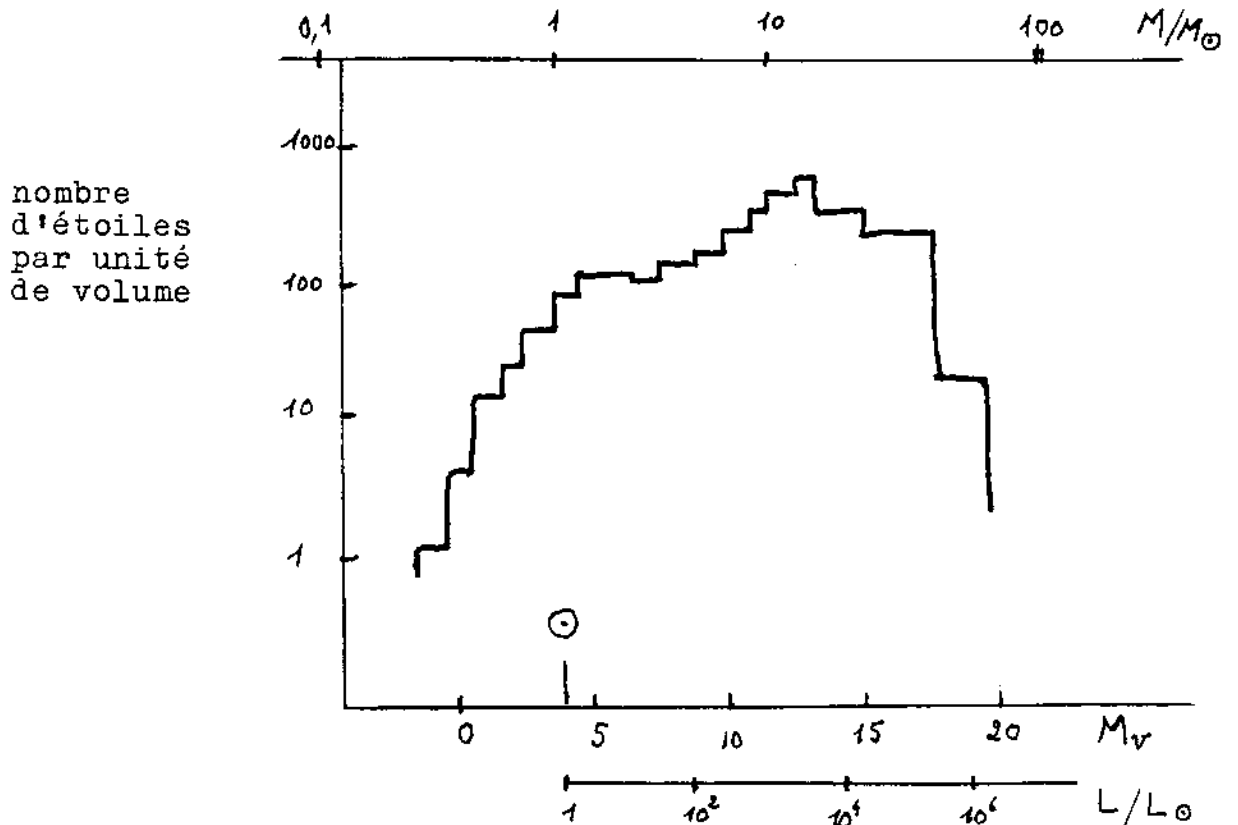 0,1 1 10 100 M/M☉
1000
nombre
d'étoiles
par unité
de volume
100
10
1
☉
0 5 10 15 20 Mv
1 10² 10⁴ 10⁶ L/L☉